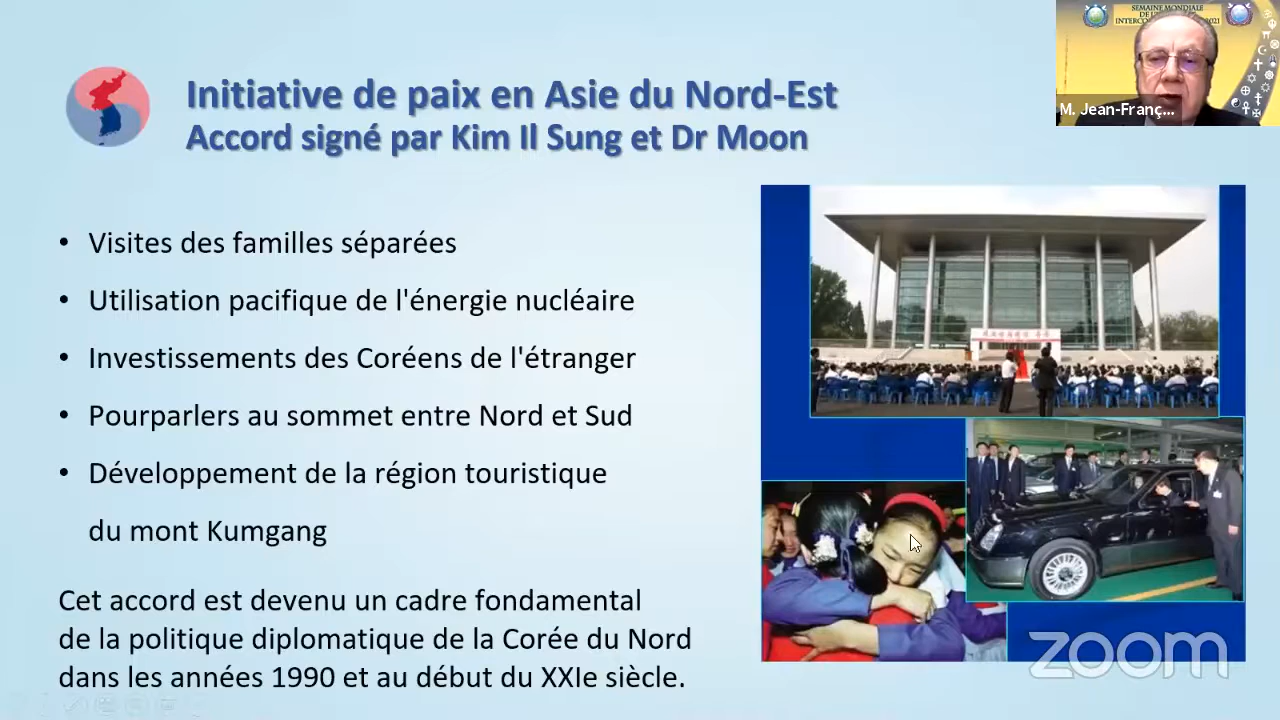 SEMAINE MONDIALE
M. Jean-Franç...
Initiative de paix en Asie du Nord-Est
Accord signé par Kim Il Sung et Dr Moon
• Visites des familles séparées
• Utilisation pacifique de l'énergie nucléaire
• Investissements des Coréens de l'étranger
• Pourparlers au sommet entre Nord et Sud
• Développement de la région touristique
du mont Kumgang
Cet accord est devenu un cadre fondamental
de la politique diplomatique de la Corée du Nord
dans les années 1990 et au début du XXIe siècle.
zoom